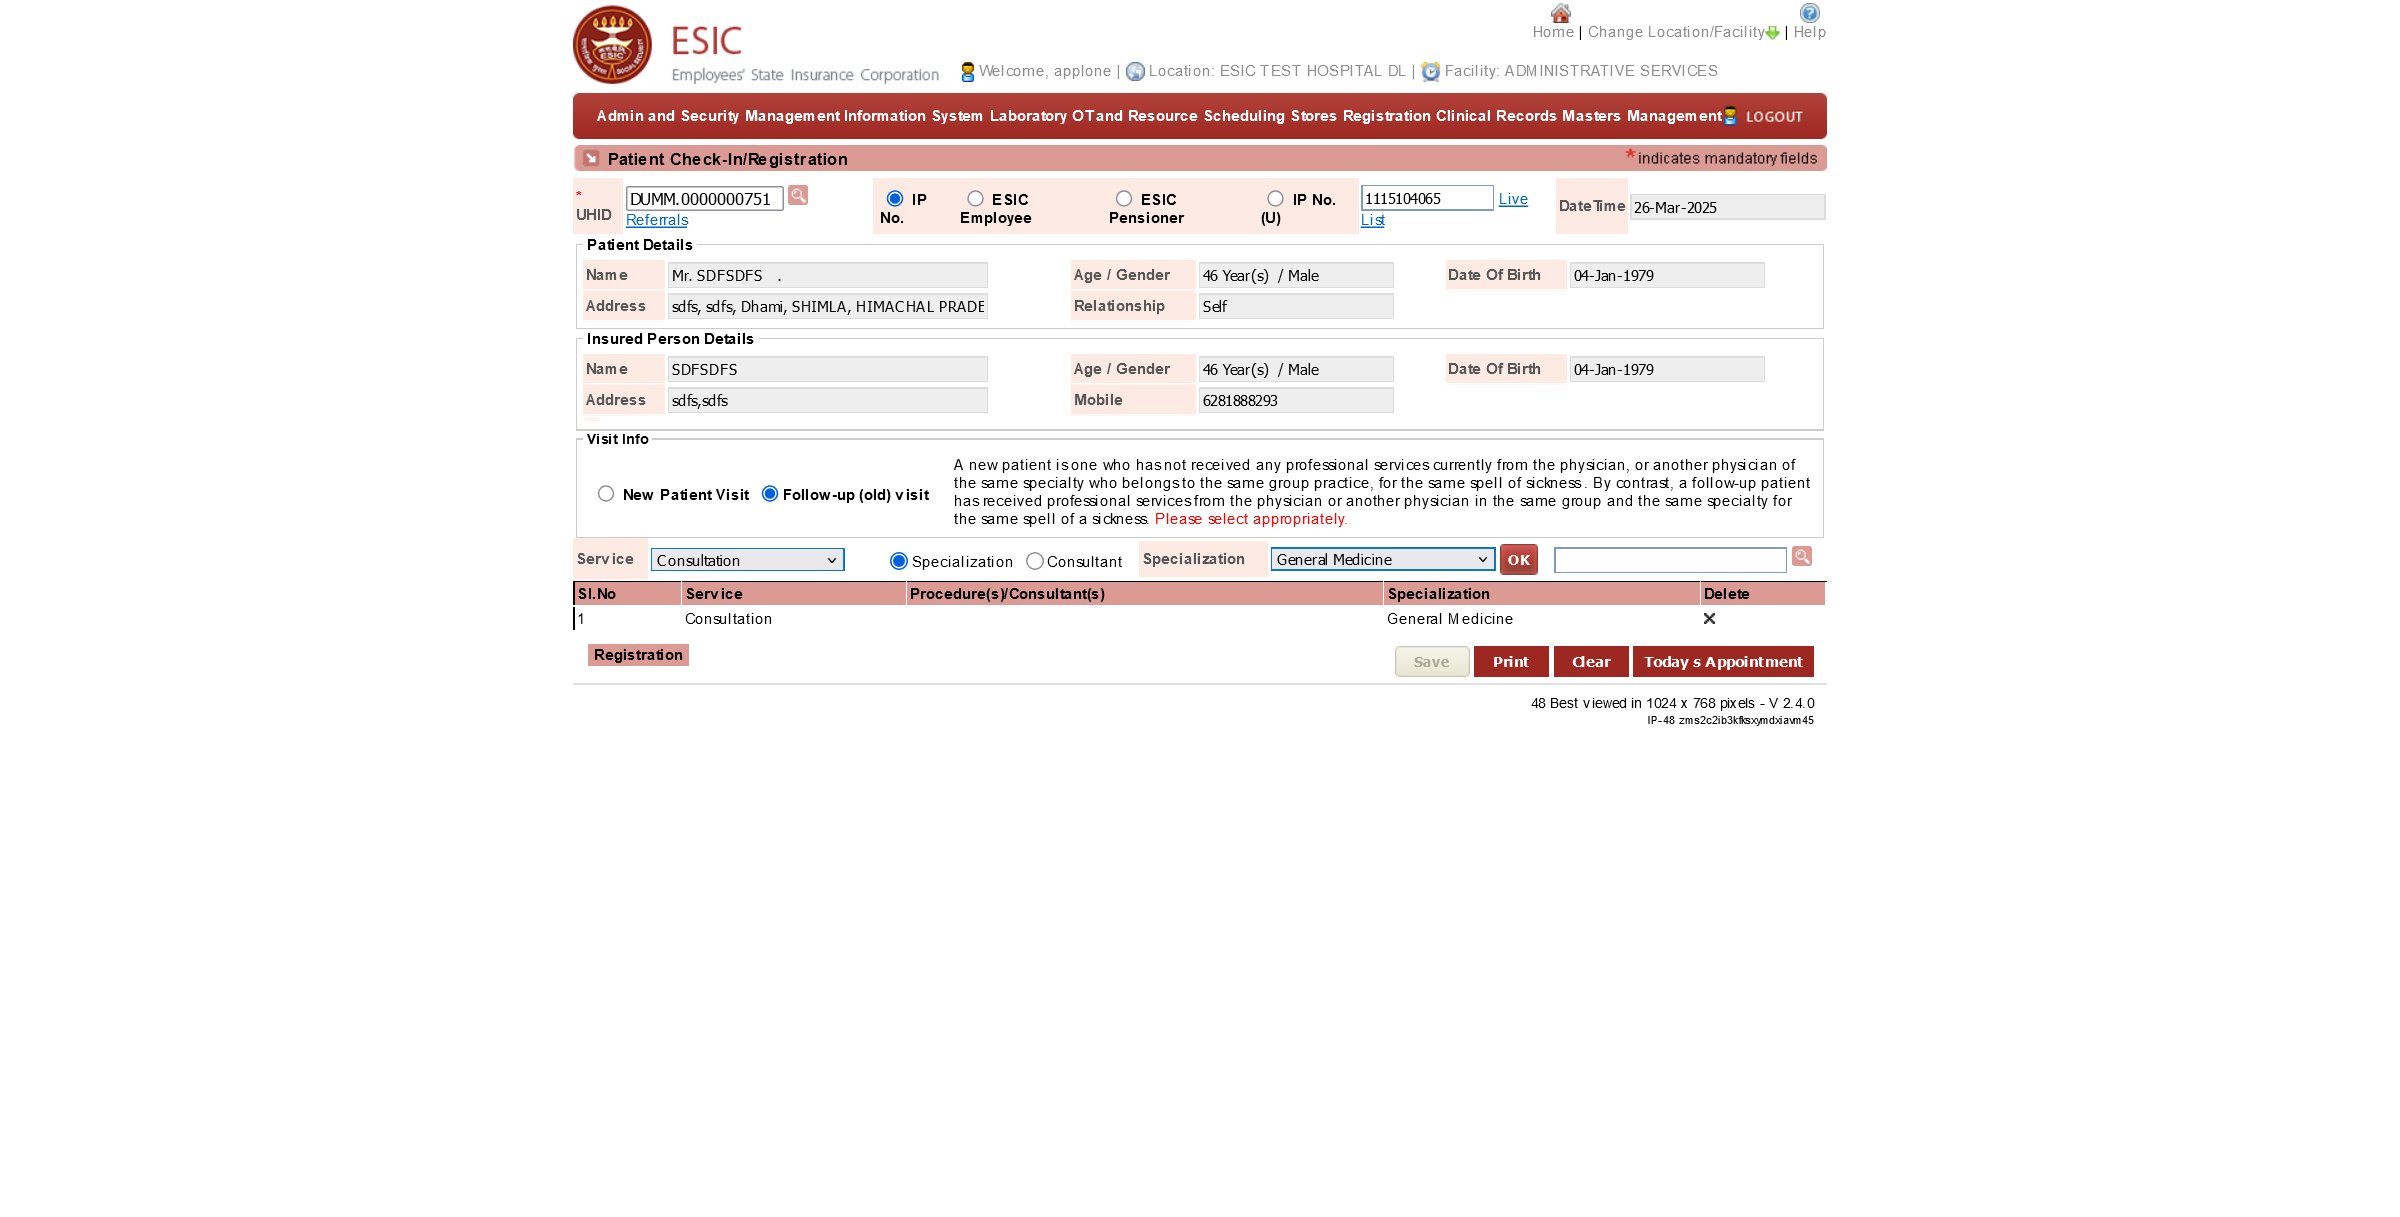 ESIC
Employees' State Insurance Corporation
Home | Change Location/Facility | Help
Welcome, applone | Location: ESIC TEST HOSPITAL DL | Facility: ADMINISTRATIVE SERVICES
Admin and Security Management Information System Laboratory OT and Resource Scheduling Stores Registration Clinical Records Masters Management LOGOUT
Patient Check-In/Registration
* indicates mandatory fields
* UHID DUMM.0000000751 Referrals
IP No. ESIC Employee ESIC Pensioner IP No. (U) 1115104065 Live List
DateTime 26-Mar-2025
Patient Details
Name Mr. SDFSDFS . Age / Gender 46 Year(s) / Male Date Of Birth 04-Jan-1979
Address sdfs, sdfs, Dhami, SHIMLA, HIMACHAL PRADE Relationship Self
Insured Person Details
Name SDFSDFS Age / Gender 46 Year(s) / Male Date Of Birth 04-Jan-1979
Address sdfs,sdfs Mobile 6281888293
Visit Info
New Patient Visit Follow-up (old) visit
A new patient is one who has not received any professional services currently from the physician, or another physician of
the same specialty who belongs to the same group practice, for the same spell of sickness. By contrast, a follow-up patient
has received professional services from the physician or another physician in the same group and the same specialty for
the same spell of a sickness. Please select appropriately.
Service Consultation Specialization Consultant Specialization General Medicine OK
Sl.No Service Procedure(s)/Consultant(s) Specialization Delete
1 Consultation General Medicine
Registration
Save Print Clear Today s Appointment
48 Best viewed in 1024 x 768 pixels - V 2.4.0
IP-48 zms2c2ib3kfksxymdxiavm45